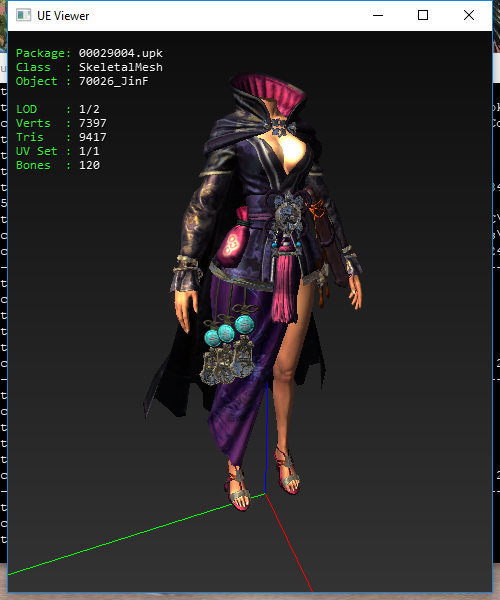 UE Viewer
Package: 00029004.upk
Class : SkeletalMesh
Object : 70026_JinF
LOD : 1/2
Verts : 7397
Tris : 9417
UV Set : 1/1
Bones : 120